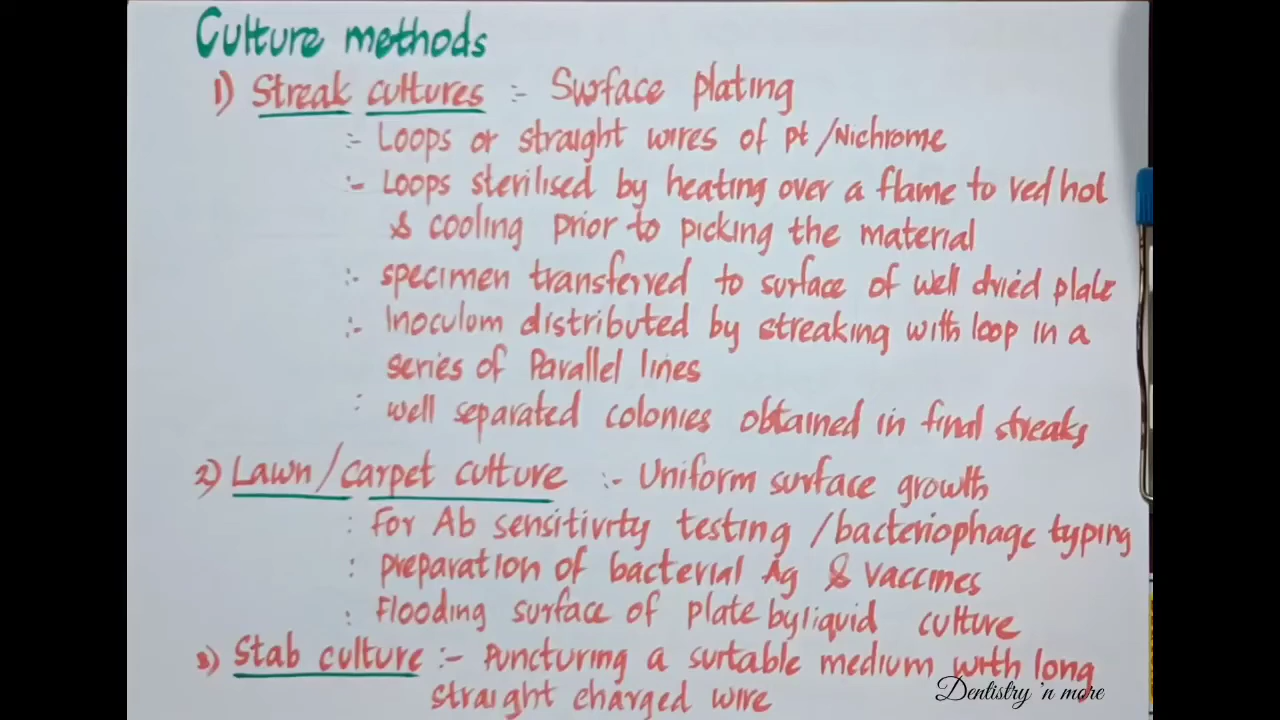 Culture methods
1) Streak cultures :- Surface plating
:- Loops or straight wires of pt /Nichrome
:- Loops sterilised by heating over a flame to red hot
& cooling prior to picking the material
:- specimen transferred to surface of well dried plate
:- Inoculom distributed by streaking with loop in a
series of Parallel lines
: well separated colonies obtained in final streaks
2) Lawn/carpet culture :- Uniform surface growth
: For Ab sensitivity testing /bacteriophage typing
: preparation of bacterial Ag & vaccines
: Flooding surface of plate by liquid culture
3) Stab culture :- Puncturing a suitable medium with long
straight charged wire
Dentistry 'n more